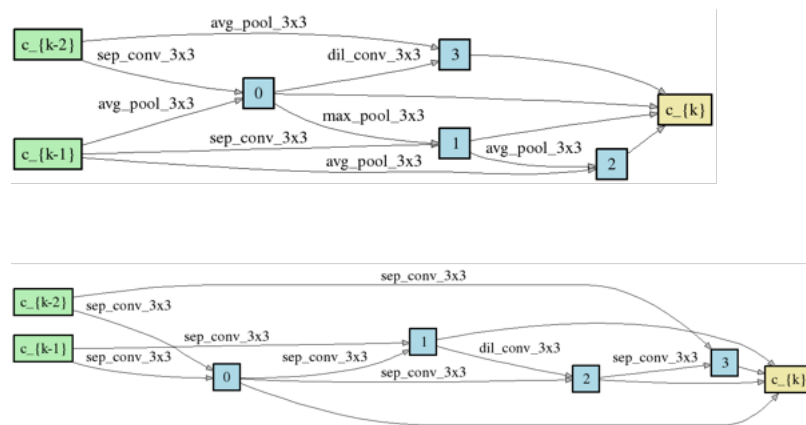 avg_pool_3x3
c_{k-2}
sep_conv_3x3
dil_conv_3x3
3
0
avg_pool_3x3
max_pool_3x3
c_{k}
sep_conv_3x3
1
avg_pool_3x3
c_{k-1}
avg_pool_3x3
2
sep_conv_3x3
c_{k-2}
sep_conv_3x3
c_{k-1}
sep_conv_3x3
1
dil_conv_3x3
sep_conv_3x3
sep_conv_3x3
sep_conv_3x3
3
0
sep_conv_3x3
2
c_{k}